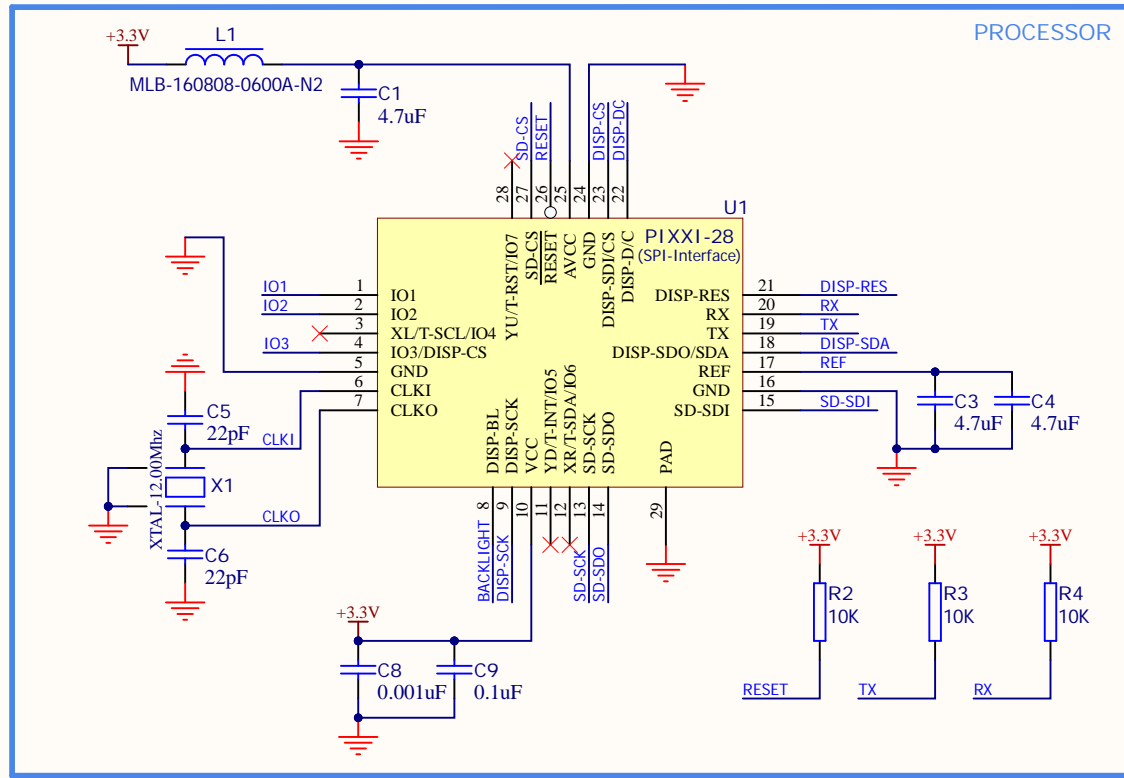 PROCESSOR
+3.3V
L1
MLB-160808-0600A-N2
C1
4.7uF
SD-CS
RESET
DISP-CS
DISP-DC
28
27
26
25
24
23
22
U1
PIXXI-28
(SPI-Interface)
YU/T-RST/IO7
SD-CS
RESET
AVCC
GND
DISP-SDI/CS
DISP-D/C
IO1
1
IO1
IO2
2
IO2
3
XL/T-SCL/IO4
IO3
4
IO3/DISP-CS
5
GND
6
CLKI
7
CLKO
DISP-RES
21
DISP-RES
RX
20
RX
TX
19
TX
DISP-SDO/SDA
18
DISP-SDA
REF
17
REF
GND
16
SD-SDI
15
SD-SDI
C3
4.7uF
C4
4.7uF
C5
22pF
CLKI
XTAL-12.00Mhz
X1
CLKO
C6
22pF
DISP-BL
DISP-SCK
VCC
YD/T-INT/IO5
XR/T-SDA/IO6
SD-SCK
SD-SDO
PAD
8
9
10
11
12
13
14
29
BACKLIGHT
DISP-SCK
SD-SCK
SD-SDO
+3.3V
C8
0.001uF
C9
0.1uF
+3.3V
R2
10K
RESET
+3.3V
R3
10K
TX
+3.3V
R4
10K
RX